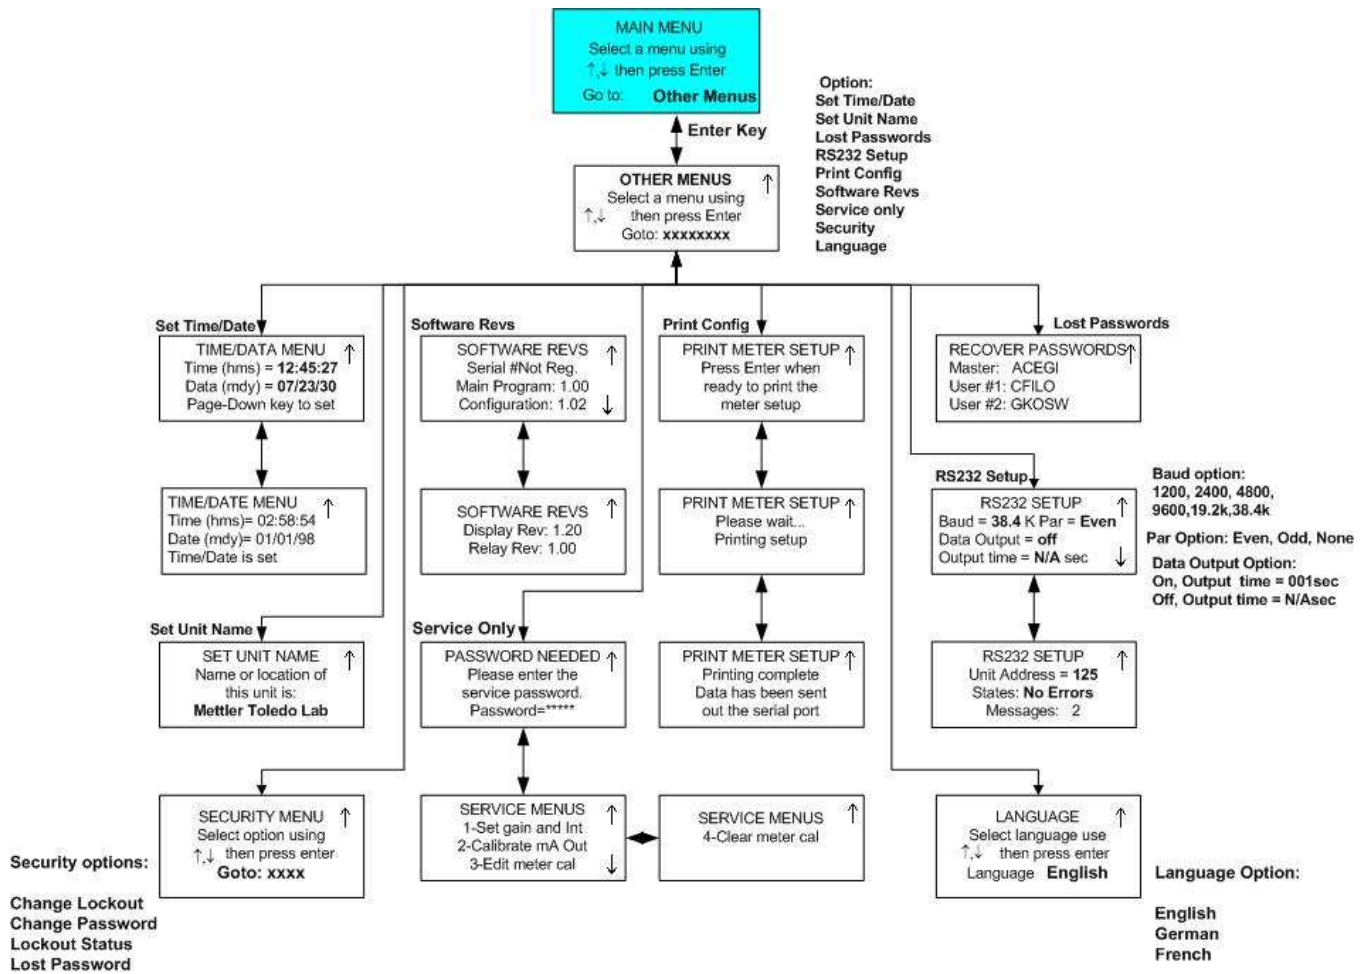 MAIN MENU
Select a menu using
↑,↓ then press Enter
Go to: Other Menus
Enter Key
Option:
Set Time/Date
Set Unit Name
Lost Passwords
RS232 Setup
Print Config
Software Revs
Service only
Security
Language
OTHER MENUS ↑
Select a menu using
↑,↓ then press Enter
Goto: xxxxxxxx
Set Time/Date
TIME/DATA MENU ↑
Time (hms) = 12:45:27
Data (mdy) = 07/23/30
Page-Down key to set
Software Revs
SOFTWARE REVS ↑
Serial #Not Reg.
Main Program: 1.00
Configuration: 1.02 ↓
Print Config
PRINT METER SETUP ↑
Press Enter when
ready to print the
meter setup
Lost Passwords
RECOVER PASSWORDS ↑
Master: ACEGI
User #1: CFILO
User #2: GKOSW
TIME/DATE MENU ↑
Time (hms)= 02:58:54
Date (mdy)= 01/01/98
Time/Date is set
SOFTWARE REVS ↑
Display Rev: 1.20
Relay Rev: 1.00
PRINT METER SETUP ↑
Please wait...
Printing setup
RS232 Setup
RS232 SETUP ↑
Baud = 38.4 K Par = Even
Data Output = off
Output time = N/A sec ↓
Baud option:
1200, 2400, 4800,
9600,19.2k,38.4k
Par Option: Even, Odd, None
Data Output Option:
On, Output time = 001sec
Off, Output time = N/Asec
Set Unit Name
SET UNIT NAME ↑
Name or location of
this unit is:
Mettler Toledo Lab
Service Only
PASSWORD NEEDED ↑
Please enter the
service password.
Password=*****
PRINT METER SETUP ↑
Printing complete
Data has been sent
out the serial port
RS232 SETUP ↑
Unit Address = 125
States: No Errors
Messages: 2
SECURITY MENU ↑
Select option using
↑,↓ then press enter
Goto: xxxx
Security options:
Change Lockout
Change Password
Lockout Status
Lost Password
SERVICE MENUS ↑
1-Set gain and Int
2-Calibrate mA Out
3-Edit meter cal ↓
SERVICE MENUS ↑
4-Clear meter cal
LANGUAGE ↑
Select language use
↑,↓ then press enter
Language English
Language Option:
English
German
French